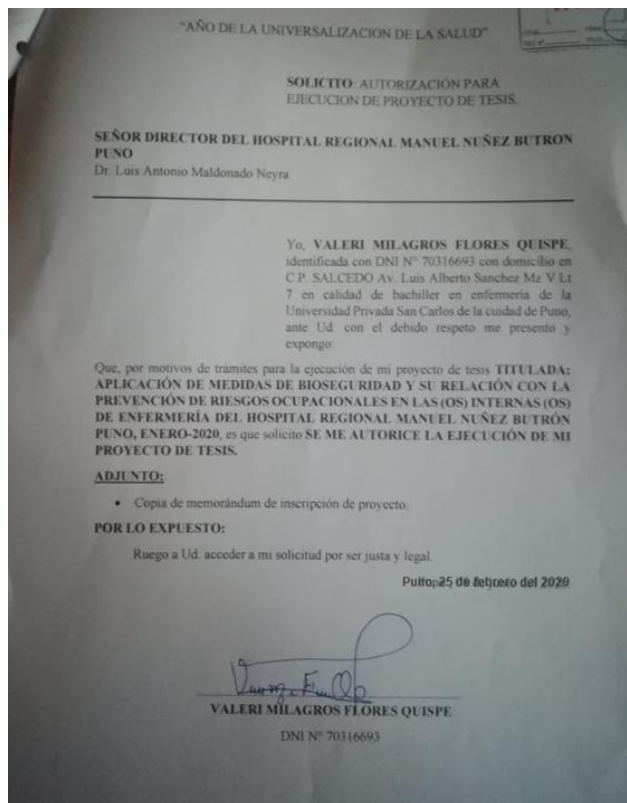 "AÑO DE LA UNIVERSALIZACION DE LA SALUD"
SOLICITO: AUTORIZACIÓN PARA
EJECUCION DE PROYECTO DE TESIS.
SEÑOR DIRECTOR DEL HOSPITAL REGIONAL MANUEL NUÑEZ BUTRON
PUNO
Dr. Luis Antonio Maldonado Neyra
Yo, VALERI MILAGROS FLORES QUISPE,
identificada con DNI N° 70316693 con domicilio en
C.P. SALCEDO Av. Luis Alberto Sanchez Mz V Lt
7 en calidad de bachiller en enfermería de la
Universidad Privada San Carlos de la cuidad de Puno,
ante Ud. con el debido respeto me presento y
expongo:
Que, por motivos de trámites para la ejecución de mi proyecto de tesis TITULADA:
APLICACIÓN DE MEDIDAS DE BIOSEGURIDAD Y SU RELACIÓN CON LA
PREVENCIÓN DE RIESGOS OCUPACIONALES EN LAS (OS) INTERNAS (OS)
DE ENFERMERÍA DEL HOSPITAL REGIONAL MANUEL NUÑEZ BUTRÓN
PUNO, ENERO-2020, es que solicito SE ME AUTORICE LA EJECUCIÓN DE MI
PROYECTO DE TESIS.
ADJUNTO:
• Copia de memorándum de inscripción de proyecto.
POR LO EXPUESTO:
Ruego a Ud. acceder a mi solicitud por ser justa y legal.
25 de febrero del 2020
VALERI MILAGROS FLORES QUISPE
DNI N° 70316693